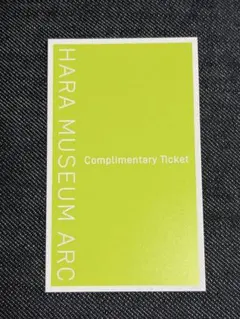 HARA MUSEUM ARC
Complimentary Ticket